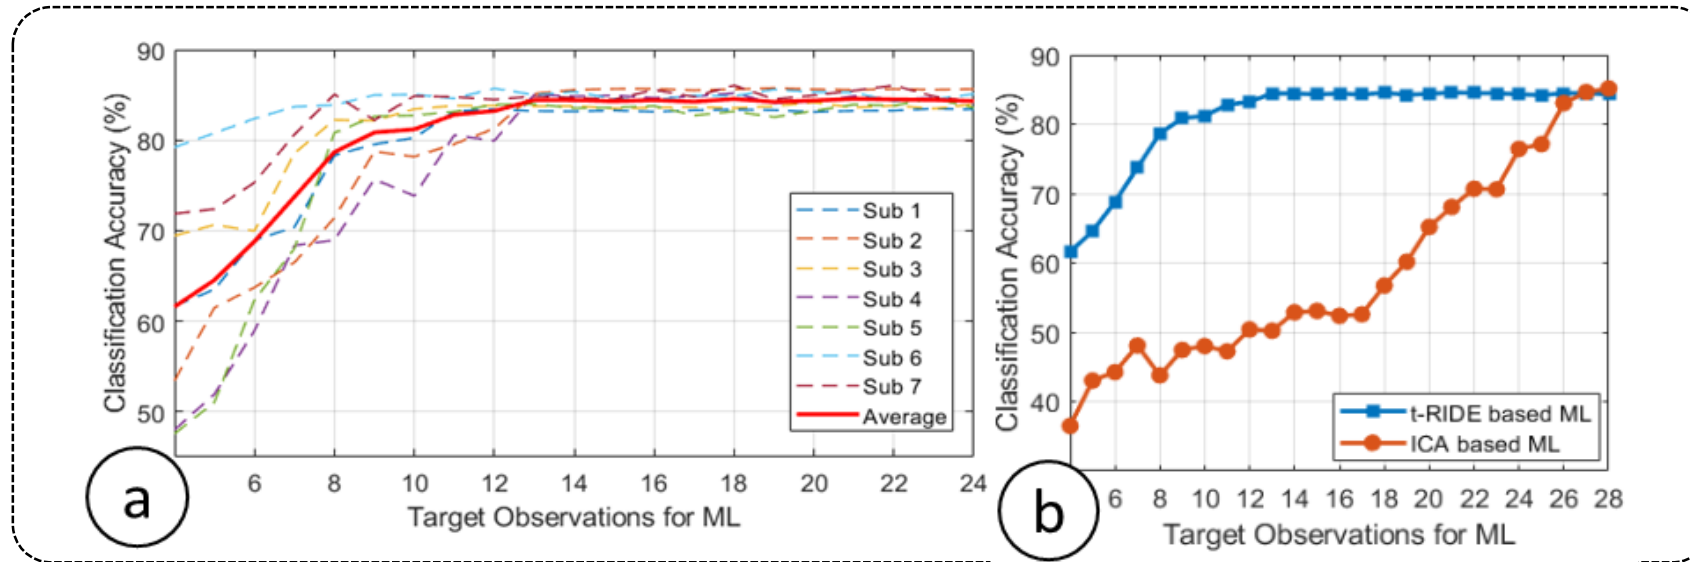 90
80
70
60
50
Classification Accuracy (%)
6 8 10 12 14 16 18 20 22 24
Target Observations for ML
Sub 1
Sub 2
Sub 3
Sub 4
Sub 5
Sub 6
Sub 7
Average
a
90
80
70
60
50
40
Classification Accuracy (%)
6 8 10 12 14 16 18 20 22 24 26 28
Target Observations for ML
t-RIDE based ML
ICA based ML
b